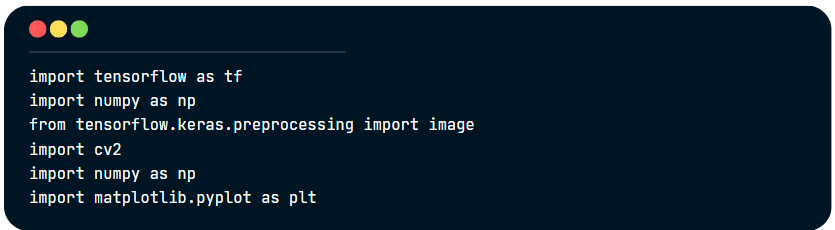 import tensorflow as tf
import numpy as np
from tensorflow.keras.preprocessing import image
import cv2
import numpy as np
import matplotlib.pyplot as plt